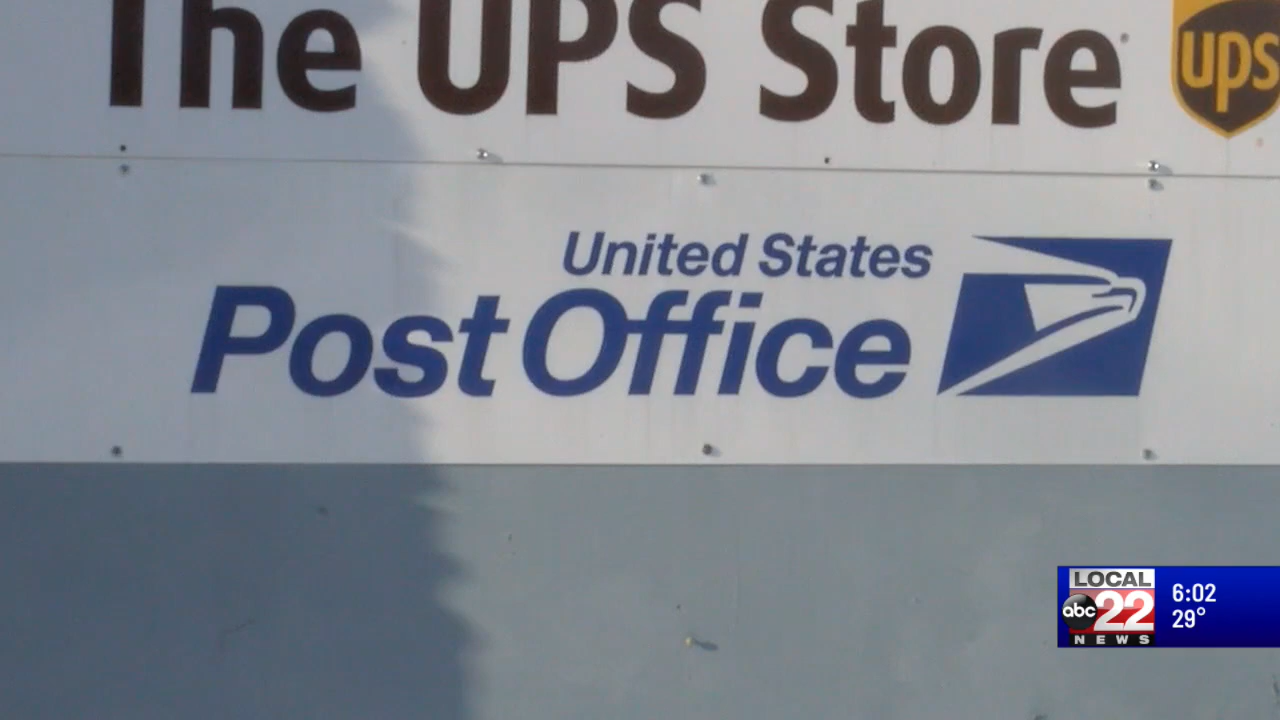 The UPS Store
ups
United States
Post Office
LOCAL
abc 22
NEWS
6:02
29°